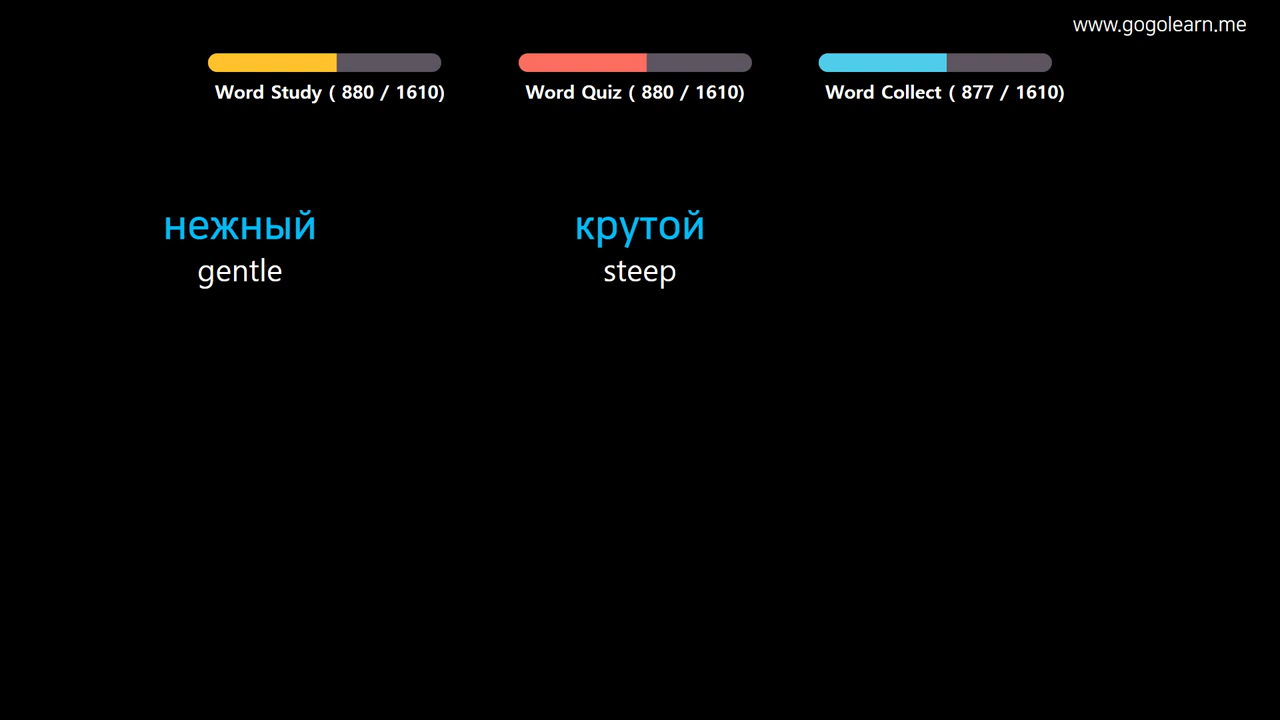 www.gogolearn.me
Word Study ( 880 / 1610)
Word Quiz ( 880 / 1610)
Word Collect ( 877 / 1610)
нежный
gentle
крутой
steep